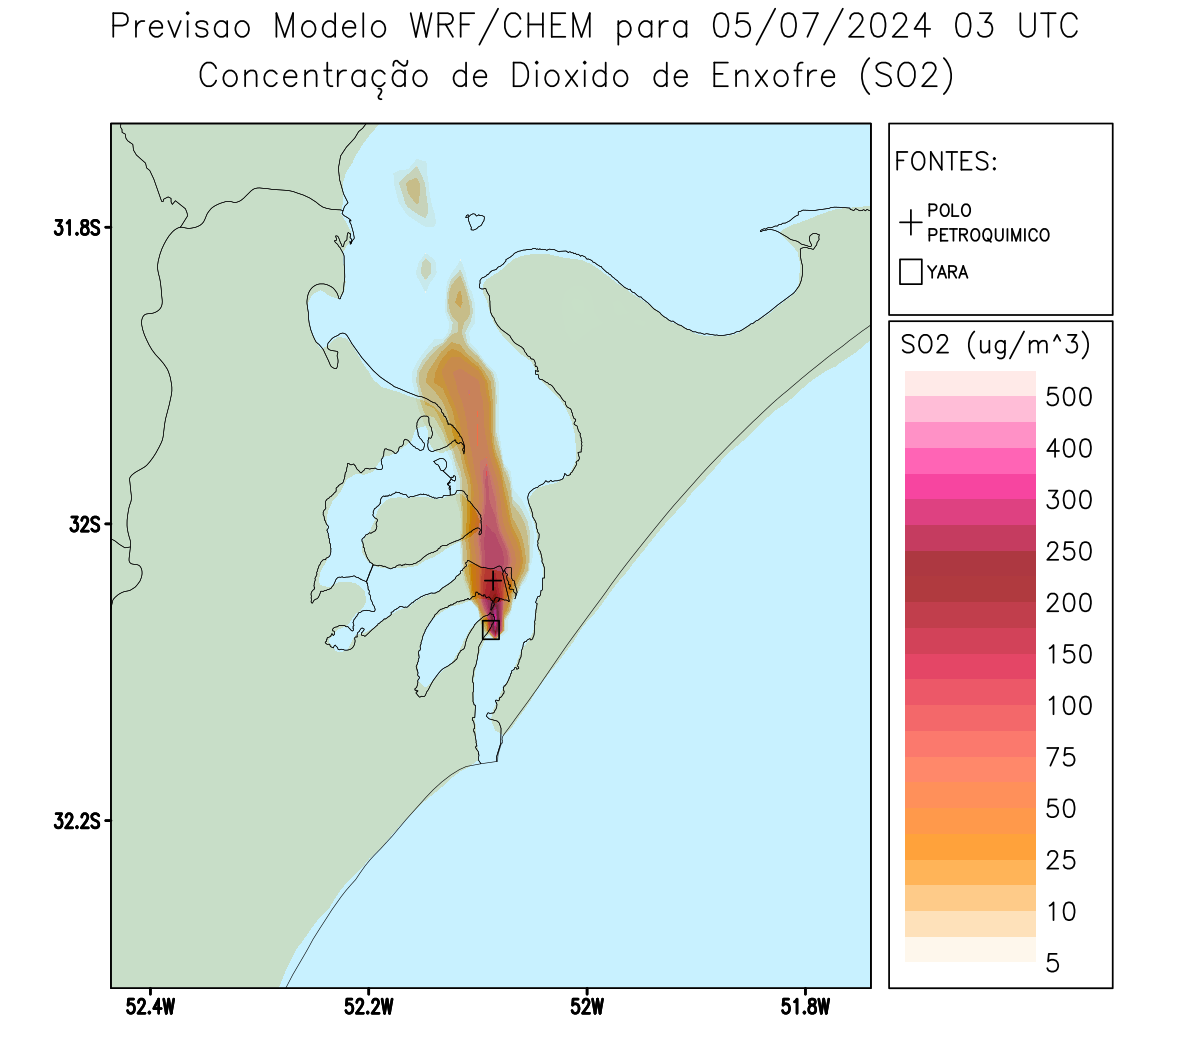 Previsao Modelo WRF/CHEM para 05/07/2024 03 UTC
Concentração de Dioxido de Enxofre (SO2)
FONTES:
POLO
PETROQUIMICO
YARA
31.8S
32S
32.2S
52.4W
52.2W
52W
51.8W
SO2 (ug/m^3)
500
400
300
250
200
150
100
75
50
25
10
5